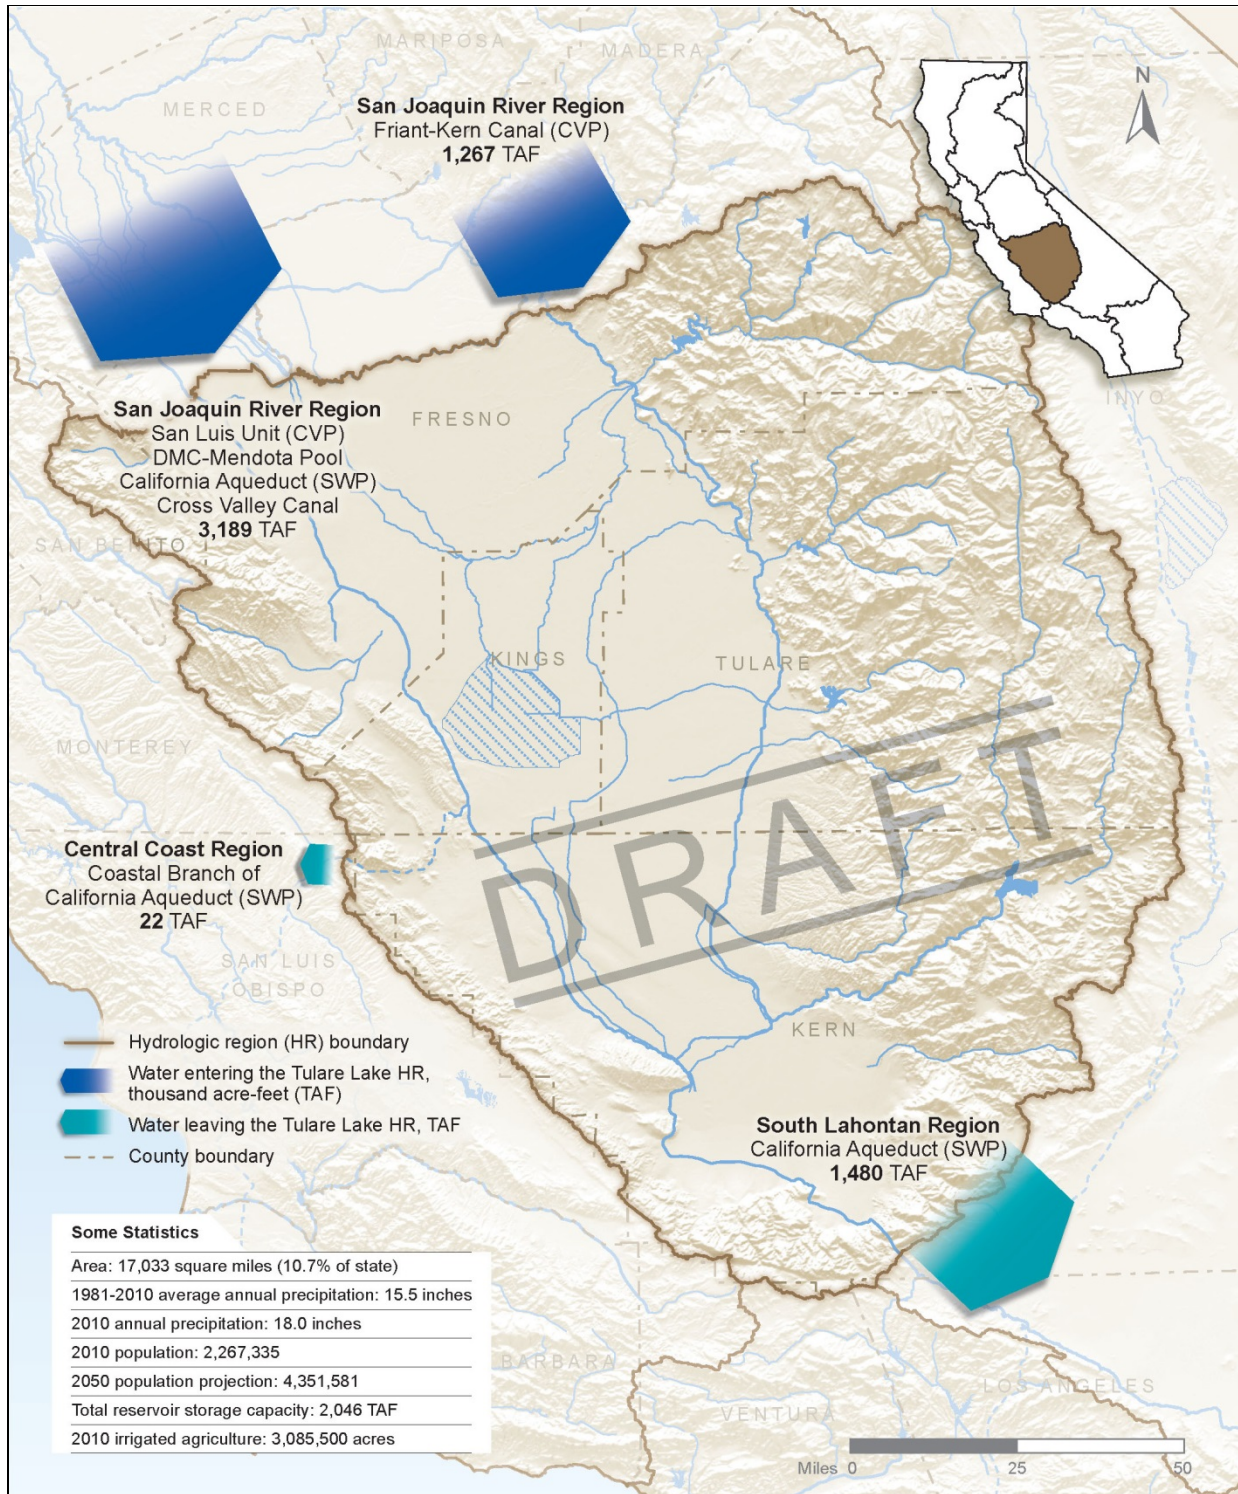 MARIPOSA
MADERA
MERCED
San Joaquin River Region
Friant-Kern Canal (CVP)
1,267 TAF
N
INYO
San Joaquin River Region
San Luis Unit (CVP)
DMC-Mendota Pool
California Aqueduct (SWP)
Cross Valley Canal
3,189 TAF
FRESNO
SAN BENITO
KINGS
TULARE
MONTEREY
DRAFT
Central Coast Region
Coastal Branch of
California Aqueduct (SWP)
22 TAF
SAN LUIS
OBISPO
KERN
Hydrologic region (HR) boundary
Water entering the Tulare Lake HR,
thousand acre-feet (TAF)
Water leaving the Tulare Lake HR, TAF
County boundary
South Lahontan Region
California Aqueduct (SWP)
1,480 TAF
Some Statistics
Area: 17,033 square miles (10.7% of state)
1981-2010 average annual precipitation: 15.5 inches
2010 annual precipitation: 18.0 inches
2010 population: 2,267,335
2050 population projection: 4,351,581
Total reservoir storage capacity: 2,046 TAF
2010 irrigated agriculture: 3,085,500 acres
BARBARA
VENTURA
LOS ANGELES
Miles 0 25 50